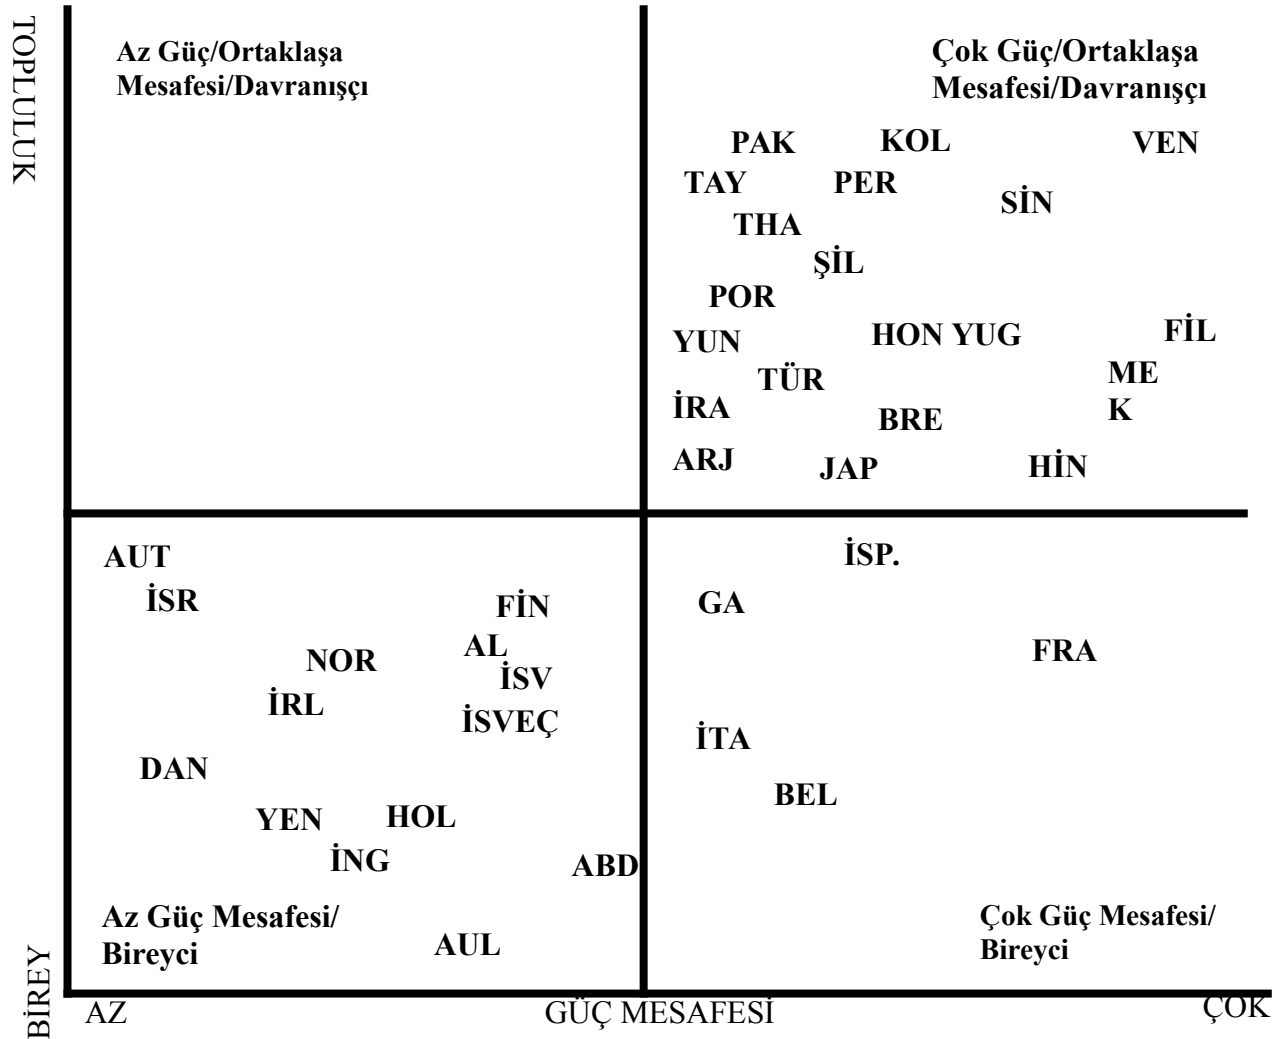 TOPLULUK
Az Güç/Ortaklaşa
Mesafesi/Davranışçı
Çok Güç/Ortaklaşa
Mesafesi/Davranışçı
PAK KOL VEN
TAY PER
SİN
THA
ŞİL
POR
YUN HON YUG FİL
TÜR ME
K
İRA BRE
ARJ JAP HİN
AUT İSP.
İSR FİN GA
NOR AL FRA
İSV
İRL İSVEÇ
İTA
DAN
BEL
YEN HOL
İNG ABD
Az Güç Mesafesi/
Bireyci
AUL
Çok Güç Mesafesi/
Bireyci
BİREY
AZ GÜÇ MESAFESİ ÇOK